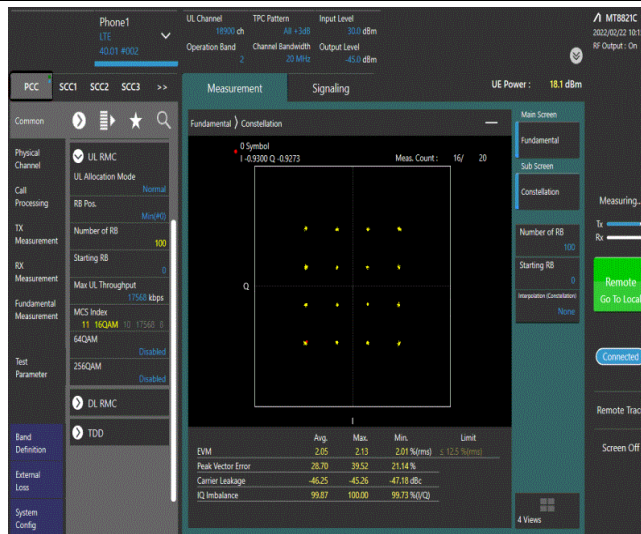 Phone1
LTE
40.01 #002
UL Channel TPC Pattern Input Level
18900 ch All +3dB 30.0 dBm
Operation Band Channel Bandwidth Output Level
2 20 MHz -45.0 dBm
MT8821C
2022/02/22 10:1
RF Output : On
PCC SCC1 SCC2 SCC3 >>
Measurement Signaling
UE Power : 18.1 dBm
Common
Physical
Channel
Call
Processing
TX
Measurement
RX
Measurement
Fundamental
Measurement
Test
Parameter
Band
Definition
External
Loss
System
Config
UL RMC
UL Allocation Mode
Normal
RB Pos.
Min(#0)
Number of RB
100
Starting RB
0
Max UL Throughput
17568 kbps
MCS Index
11 16QAM 10 17568 0
64QAM
Disabled
256QAM
Disabled
DL RMC
TDD
Fundamental Constellation
0 Symbol
I -0.9300 Q -0.9273
Meas. Count : 16/ 20
Q
I
Avg. Max. Min. Limit
EVM 2.05 2.13 2.01 %(rms) ≤ 12.5 %(rms)
Peak Vector Error 28.70 39.52 21.14 %
Carrier Leakage -46.25 -45.26 -47.18 dBc
IQ Imbalance 99.87 100.00 99.73 %(I/Q)
Main Screen
Fundamental
Sub Screen
Constellation
Number of RB
100
Starting RB
0
Interpolation (Constellation)
None
4 Views
Measuring..
Tx
Rx
Remote
Go To Local
Connected
Remote Trac
Screen Off